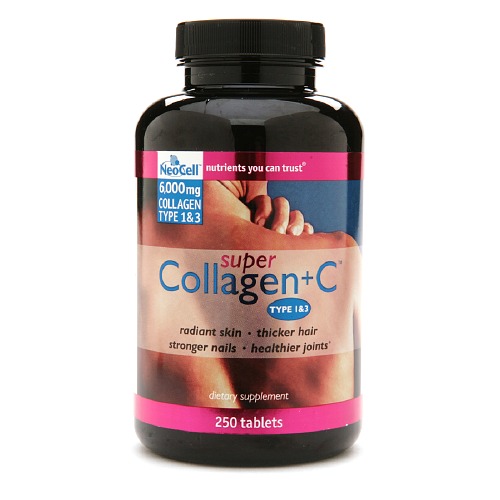 NeoCell™
nutrients you can trust®
6,000mg
COLLAGEN
TYPE 1&3
super
Collagen+C™
TYPE 1&3
radiant skin • thicker hair
stronger nails • healthier joints*
dietary supplement
250 tablets